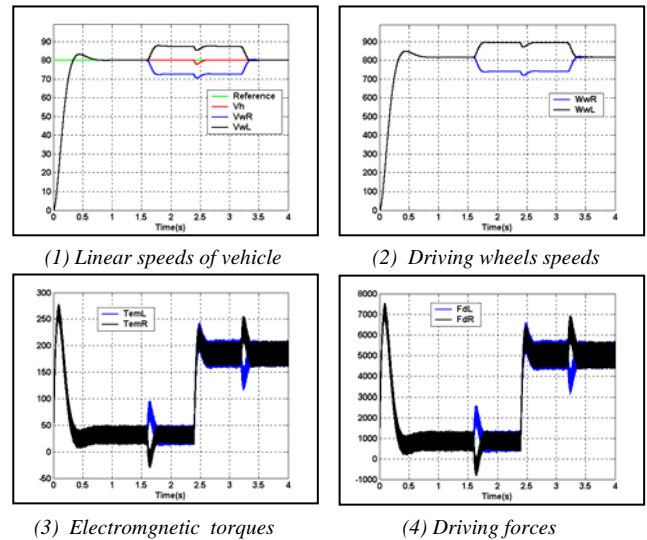 90
80
70
60
50
40
30
20
10
0
0 0.5 1 1.5 2 2.5 3 3.5 4
Time(s)
Reference
Vh
VwR
VwL
(1) Linear speeds of vehicle
900
800
700
600
500
400
300
200
100
0
0 0.5 1 1.5 2 2.5 3 3.5 4
Time(s)
WwR
WwL
(2) Driving wheels speeds
300
250
200
150
100
50
0
50
0 0.5 1 1.5 2 2.5 3 3.5 4
Time(s)
TemL
TemR
(3) Electromgnetic torques
8000
7000
6000
5000
4000
3000
2000
1000
0
-1000
0 0.5 1 1.5 2 2.5 3 3.5 4
Time(s)
FdL
FdR
(4) Driving forces